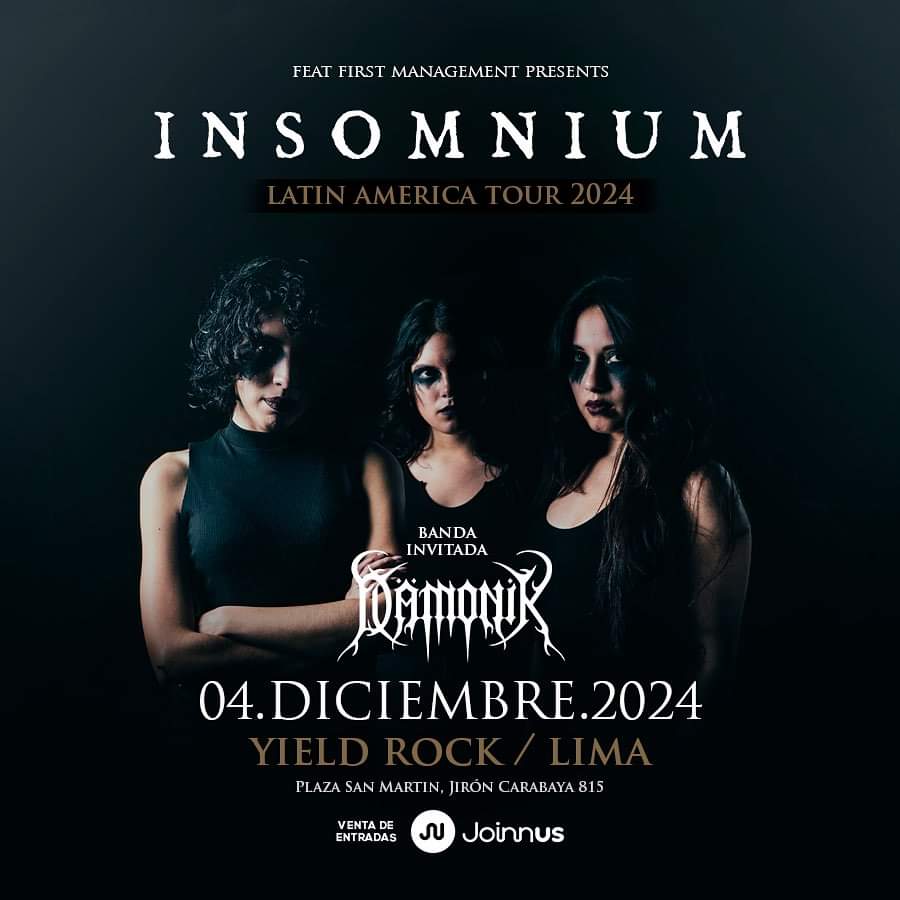 FEAT FIRST MANAGEMENT PRESENTS
INSOMNIUM
LATIN AMERICA TOUR 2024
BANDA
INVITADA
DÄMONIK
04.DICIEMBRE.2024
YIELD ROCK / LIMA
PLAZA SAN MARTIN, JIRÓN CARABAYA 815
VENTA DE
ENTRADAS
Joinnus